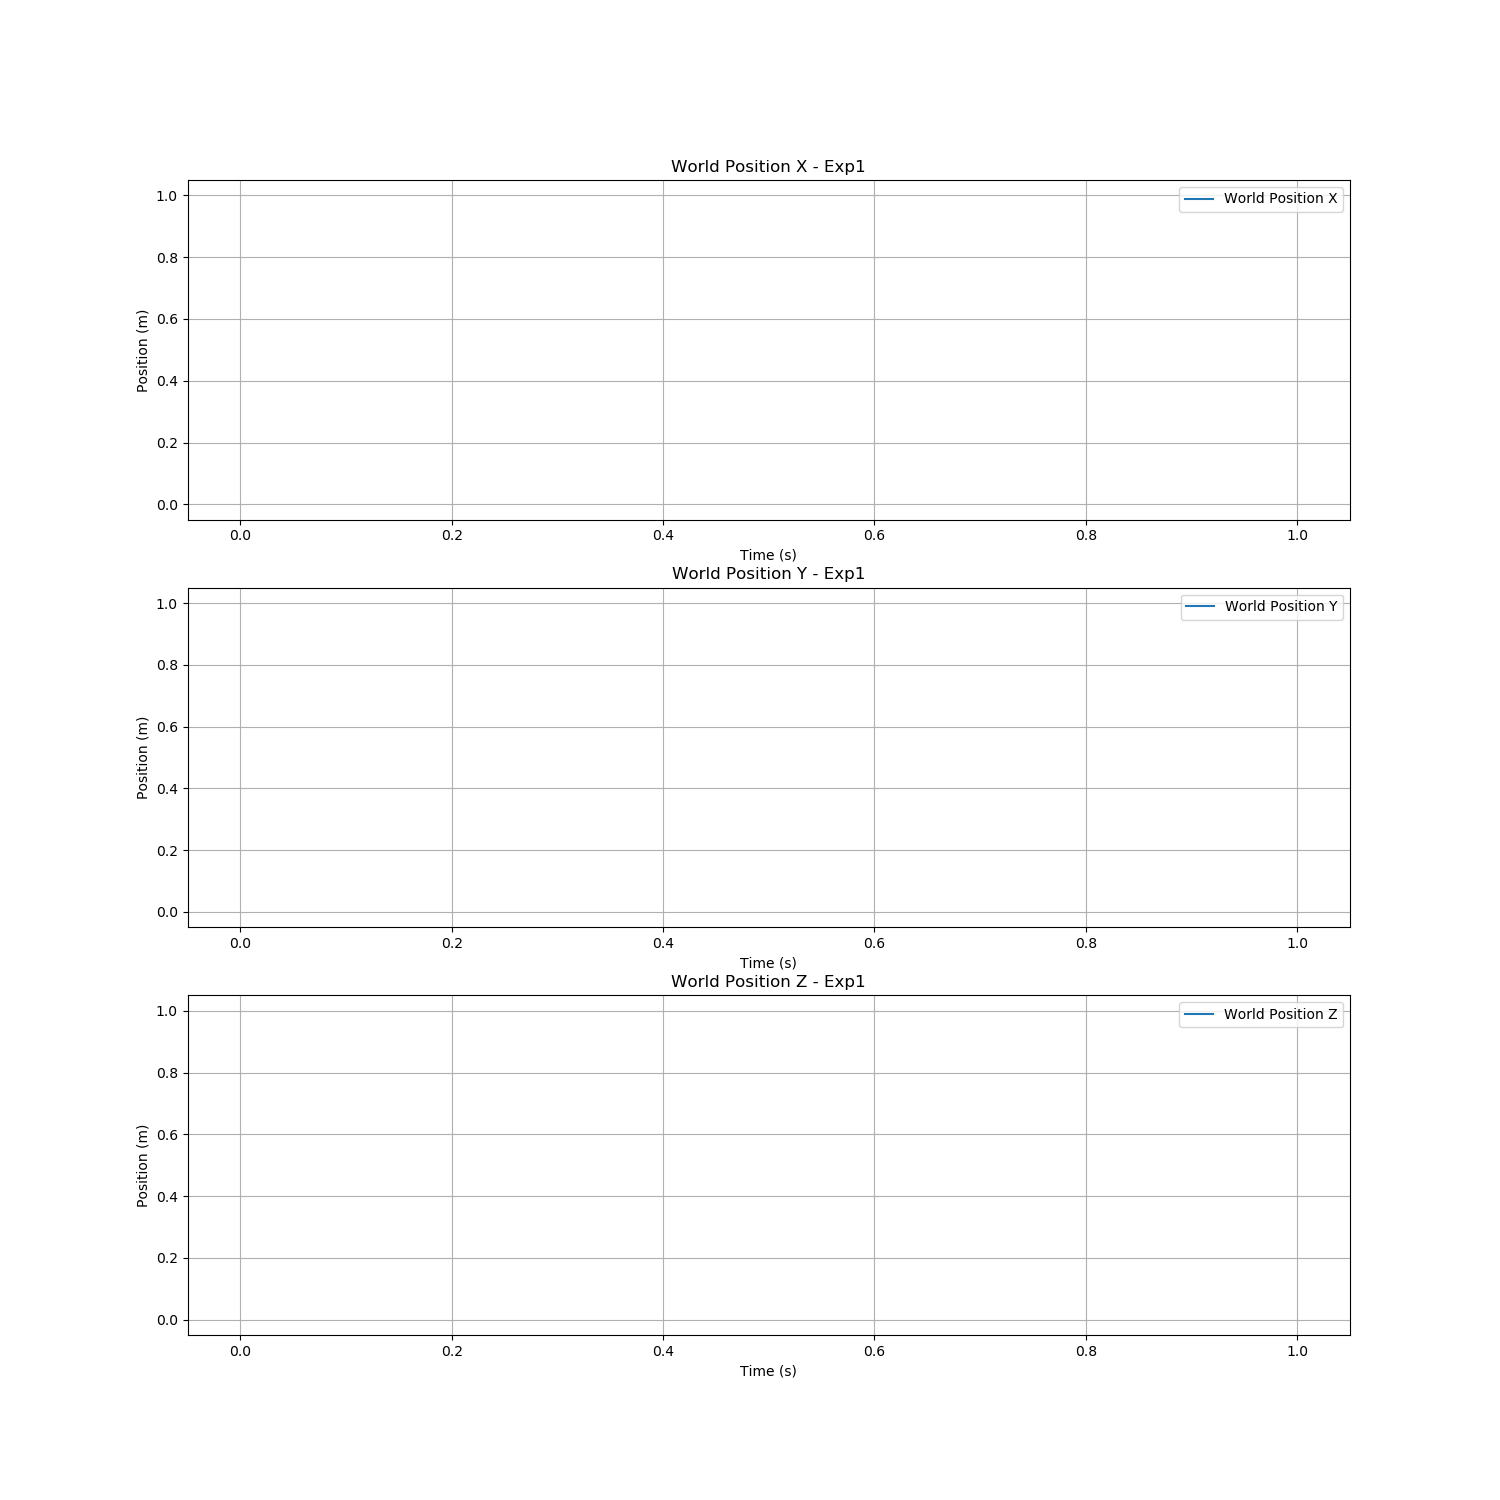 World Position X - Exp1
World Position X
1.0
0.8
0.6
0.4
0.2
0.0
Position (m)
0.0 0.2 0.4 0.6 0.8 1.0
Time (s)
World Position Y - Exp1
World Position Y
1.0
0.8
0.6
0.4
0.2
0.0
Position (m)
0.0 0.2 0.4 0.6 0.8 1.0
Time (s)
World Position Z - Exp1
World Position Z
1.0
0.8
0.6
0.4
0.2
0.0
Position (m)
0.0 0.2 0.4 0.6 0.8 1.0
Time (s)